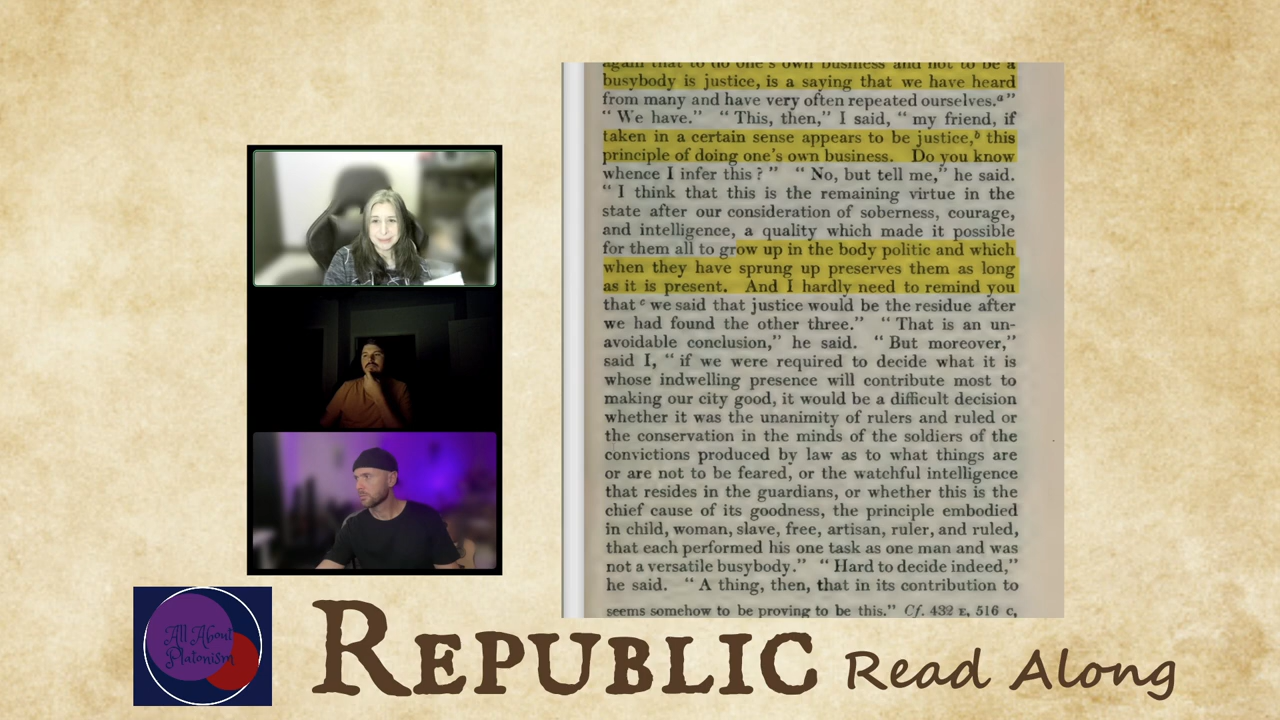 again that to do one's own business and not to be a
busybody is justice, is a saying that we have heard
from many and have very often repeated ourselves.ᵃ”
“ We have.” “ This, then,” I said, “ my friend, if
taken in a certain sense appears to be justice,ᵇ this
principle of doing one's own business. Do you know
whence I infer this ? ” “ No, but tell me,” he said.
“ I think that this is the remaining virtue in the
state after our consideration of soberness, courage,
and intelligence, a quality which made it possible
for them all to grow up in the body politic and which
when they have sprung up preserves them as long
as it is present. And I hardly need to remind you
that ᶜ we said that justice would be the residue after
we had found the other three.” “ That is an un-
avoidable conclusion,” he said. “ But moreover,”
said I, “ if we were required to decide what it is
whose indwelling presence will contribute most to
making our city good, it would be a difficult decision
whether it was the unanimity of rulers and ruled or
the conservation in the minds of the soldiers of the
convictions produced by law as to what things are
or are not to be feared, or the watchful intelligence
that resides in the guardians, or whether this is the
chief cause of its goodness, the principle embodied
in child, woman, slave, free, artisan, ruler, and ruled,
that each performed his one task as one man and was
not a versatile busybody.” “ Hard to decide indeed,”
he said. “ A thing, then, that in its contribution to
seems somehow to be proving to be this.” Cf. 432 E, 516 C,
All About
Platonism
REPUBLIC Read Along